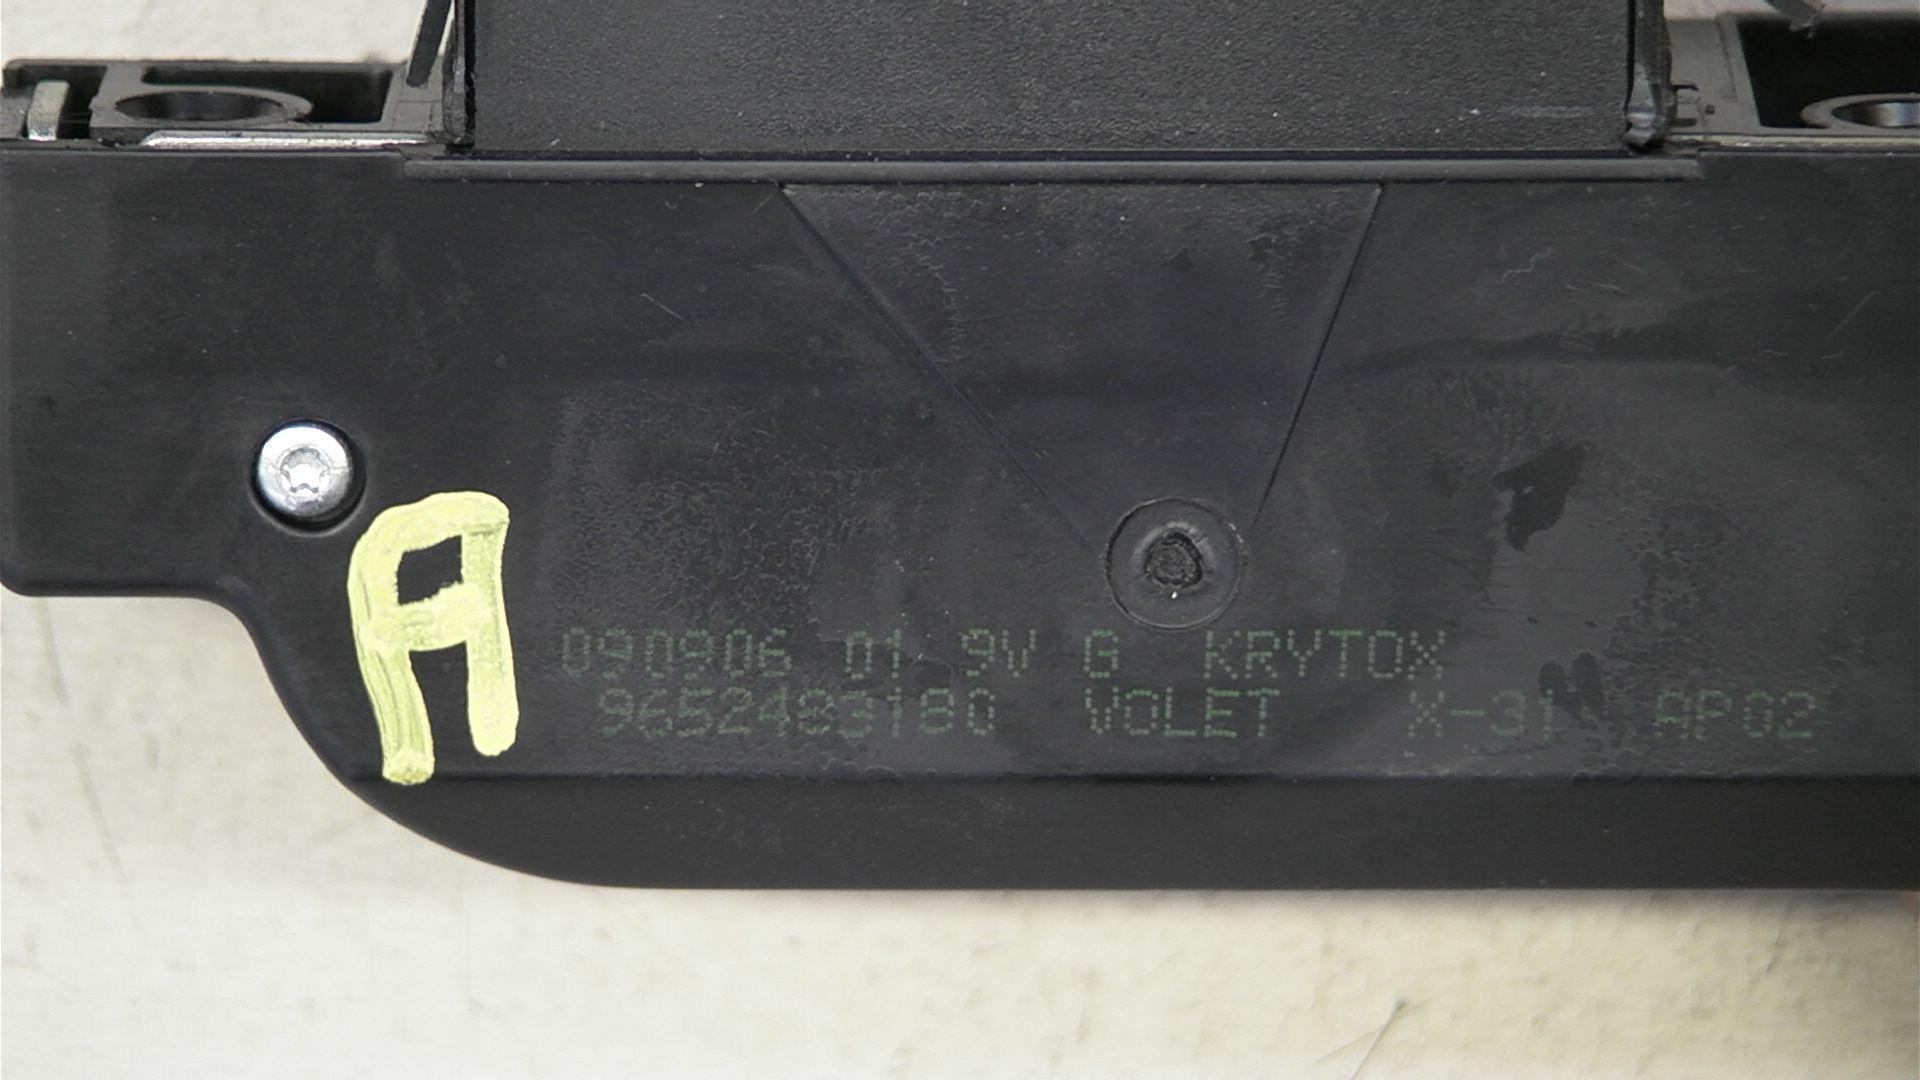 A
090906 01 9V G KRYTOX
9652483180 VOLET X-31 AP02